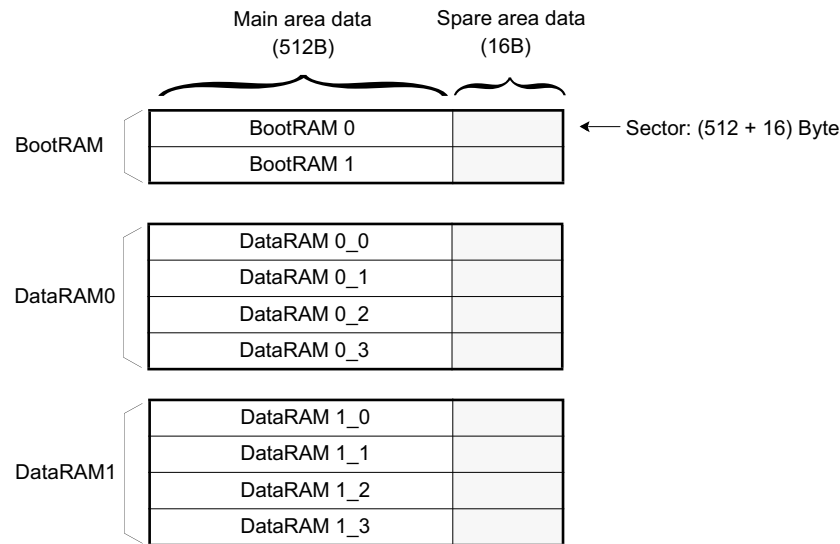 Main area data
(512B)
Spare area data
(16B)
BootRAM
BootRAM 0
BootRAM 1
Sector: (512 + 16) Byte
DataRAM0
DataRAM 0_0
DataRAM 0_1
DataRAM 0_2
DataRAM 0_3
DataRAM1
DataRAM 1_0
DataRAM 1_1
DataRAM 1_2
DataRAM 1_3